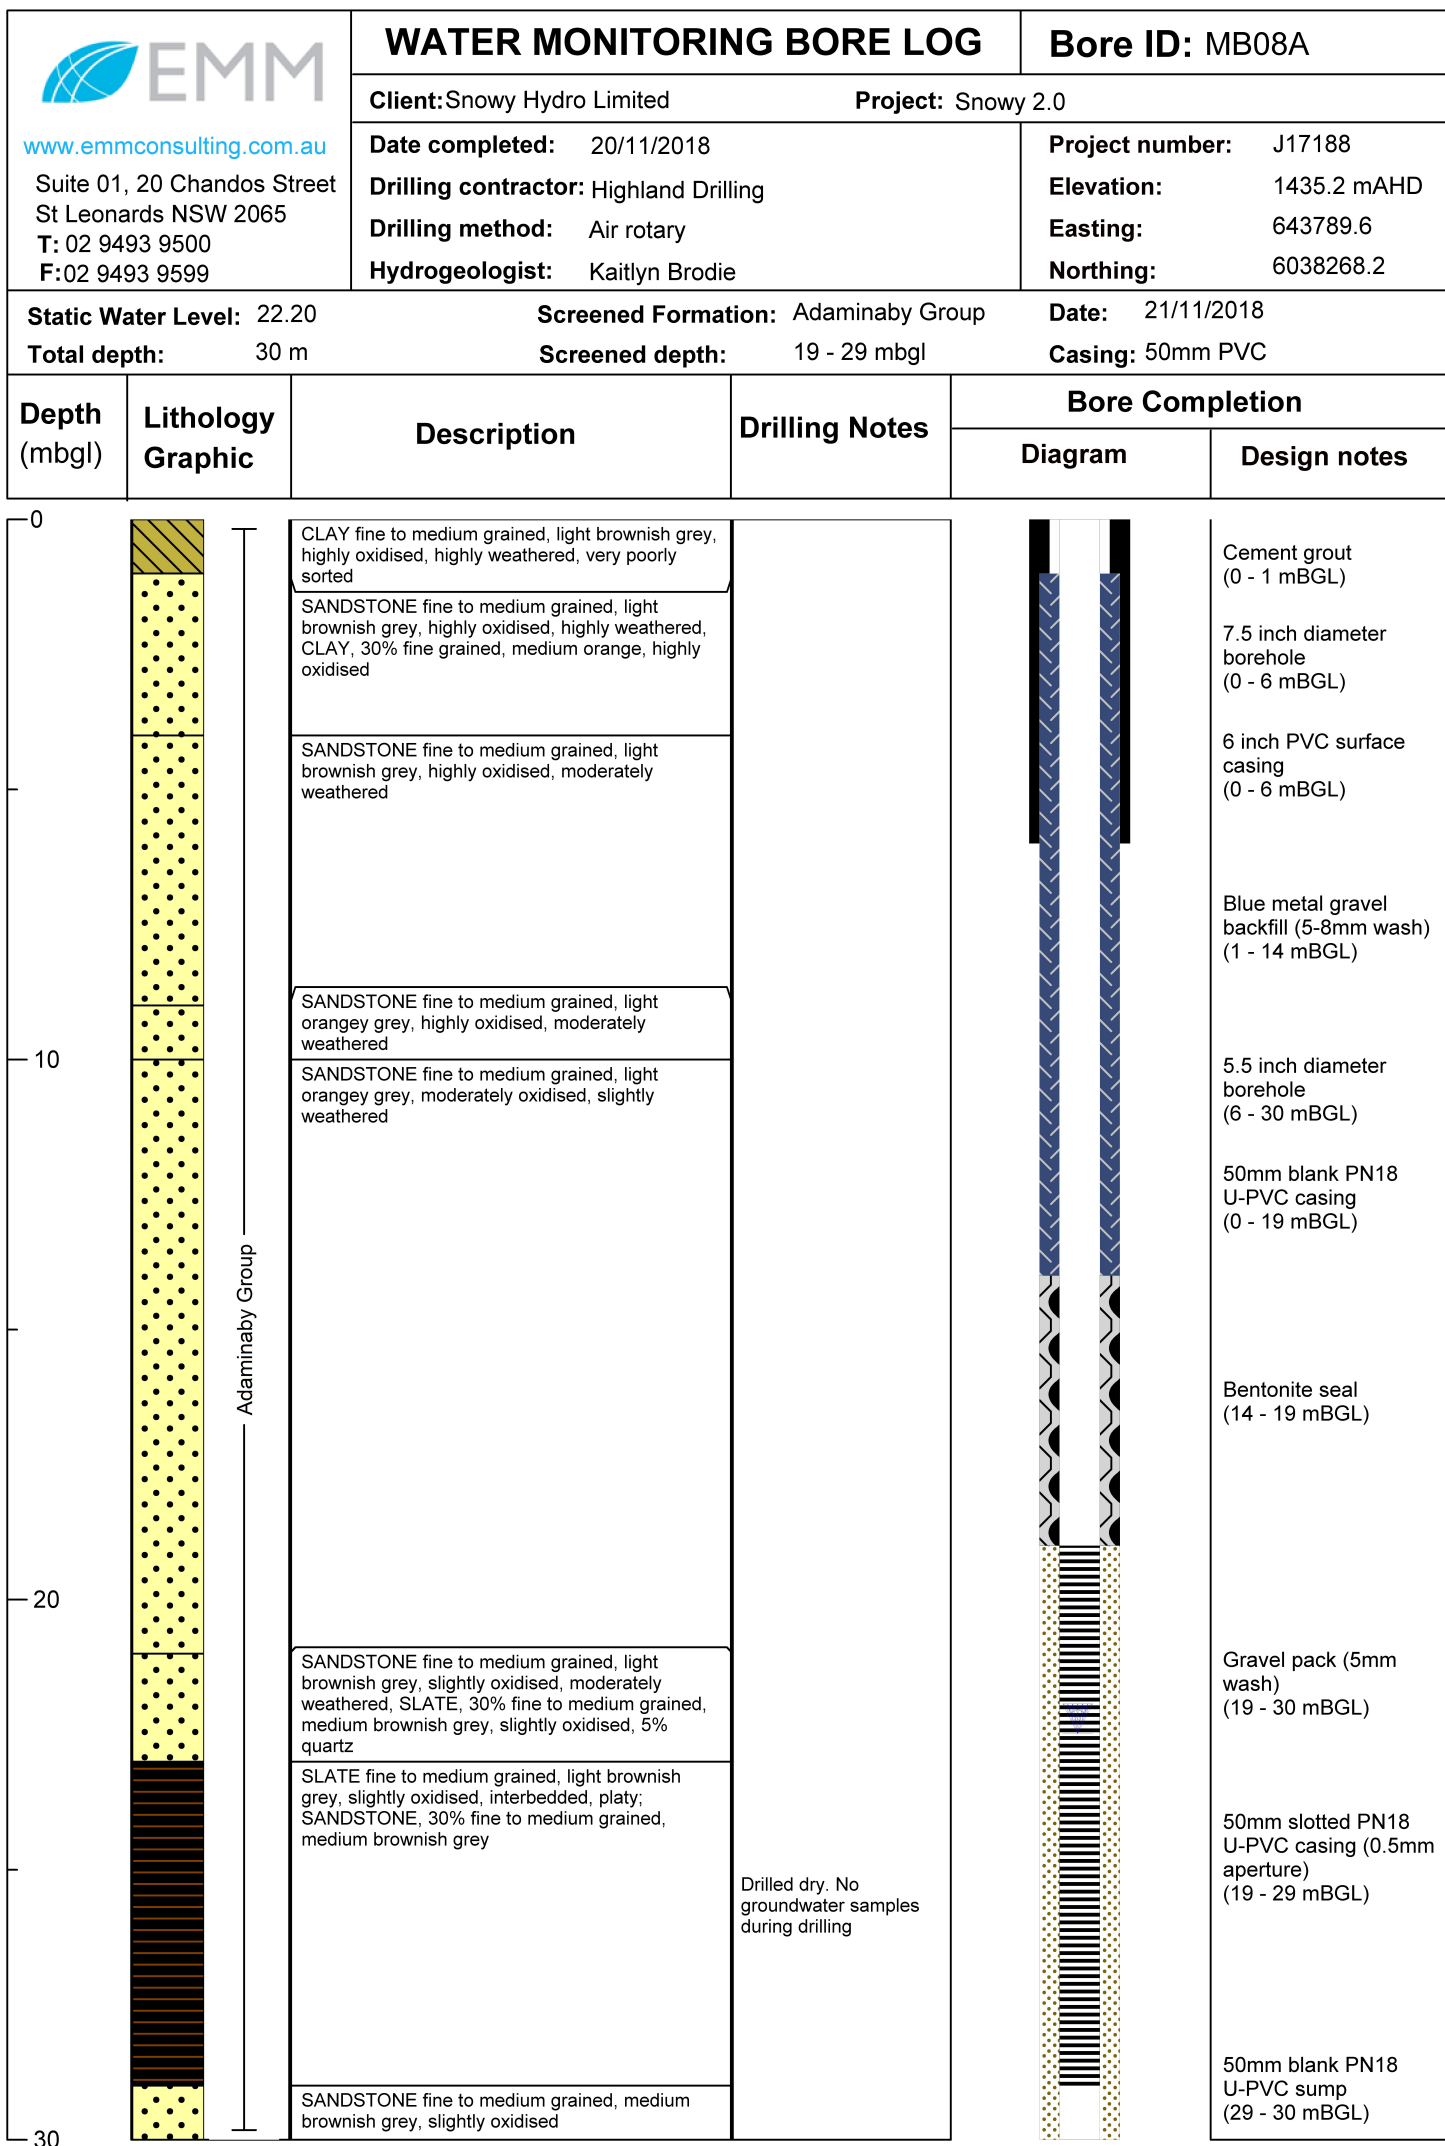 EMM
www.emmconsulting.com.au
Suite 01, 20 Chandos Street
St Leonards NSW 2065
T: 02 9493 9500
F:02 9493 9599
WATER MONITORING BORE LOG
Bore ID: MB08A
Client:Snowy Hydro Limited
Project: Snowy 2.0
Date completed: 20/11/2018
Drilling contractor: Highland Drilling
Drilling method: Air rotary
Hydrogeologist: Kaitlyn Brodie
Project number: J17188
Elevation: 1435.2 mAHD
Easting: 643789.6
Northing: 6038268.2
Static Water Level: 22.20
Screened Formation: Adaminaby Group
Date: 21/11/2018
Total depth: 30 m
Screened depth: 19 - 29 mbgl
Casing: 50mm PVC
Depth
(mbgl)
Lithology
Graphic
Description
Drilling Notes
Bore Completion
Diagram
Design notes
0
10
20
30
Adaminaby Group
CLAY fine to medium grained, light brownish grey,
highly oxidised, highly weathered, very poorly
sorted
SANDSTONE fine to medium grained, light
brownish grey, highly oxidised, highly weathered,
CLAY, 30% fine grained, medium orange, highly
oxidised
SANDSTONE fine to medium grained, light
brownish grey, highly oxidised, moderately
weathered
SANDSTONE fine to medium grained, light
orangey grey, highly oxidised, moderately
weathered
SANDSTONE fine to medium grained, light
orangey grey, moderately oxidised, slightly
weathered
SANDSTONE fine to medium grained, light
brownish grey, slightly oxidised, moderately
weathered, SLATE, 30% fine to medium grained,
medium brownish grey, slightly oxidised, 5%
quartz
SLATE fine to medium grained, light brownish
grey, slightly oxidised, interbedded, platy;
SANDSTONE, 30% fine to medium grained,
medium brownish grey
SANDSTONE fine to medium grained, medium
brownish grey, slightly oxidised
Drilled dry. No
groundwater samples
during drilling
Cement grout
(0 - 1 mBGL)
7.5 inch diameter
borehole
(0 - 6 mBGL)
6 inch PVC surface
casing
(0 - 6 mBGL)
Blue metal gravel
backfill (5-8mm wash)
(1 - 14 mBGL)
5.5 inch diameter
borehole
(6 - 30 mBGL)
50mm blank PN18
U-PVC casing
(0 - 19 mBGL)
Bentonite seal
(14 - 19 mBGL)
Gravel pack (5mm
wash)
(19 - 30 mBGL)
50mm slotted PN18
U-PVC casing (0.5mm
aperture)
(19 - 29 mBGL)
50mm blank PN18
U-PVC sump
(29 - 30 mBGL)